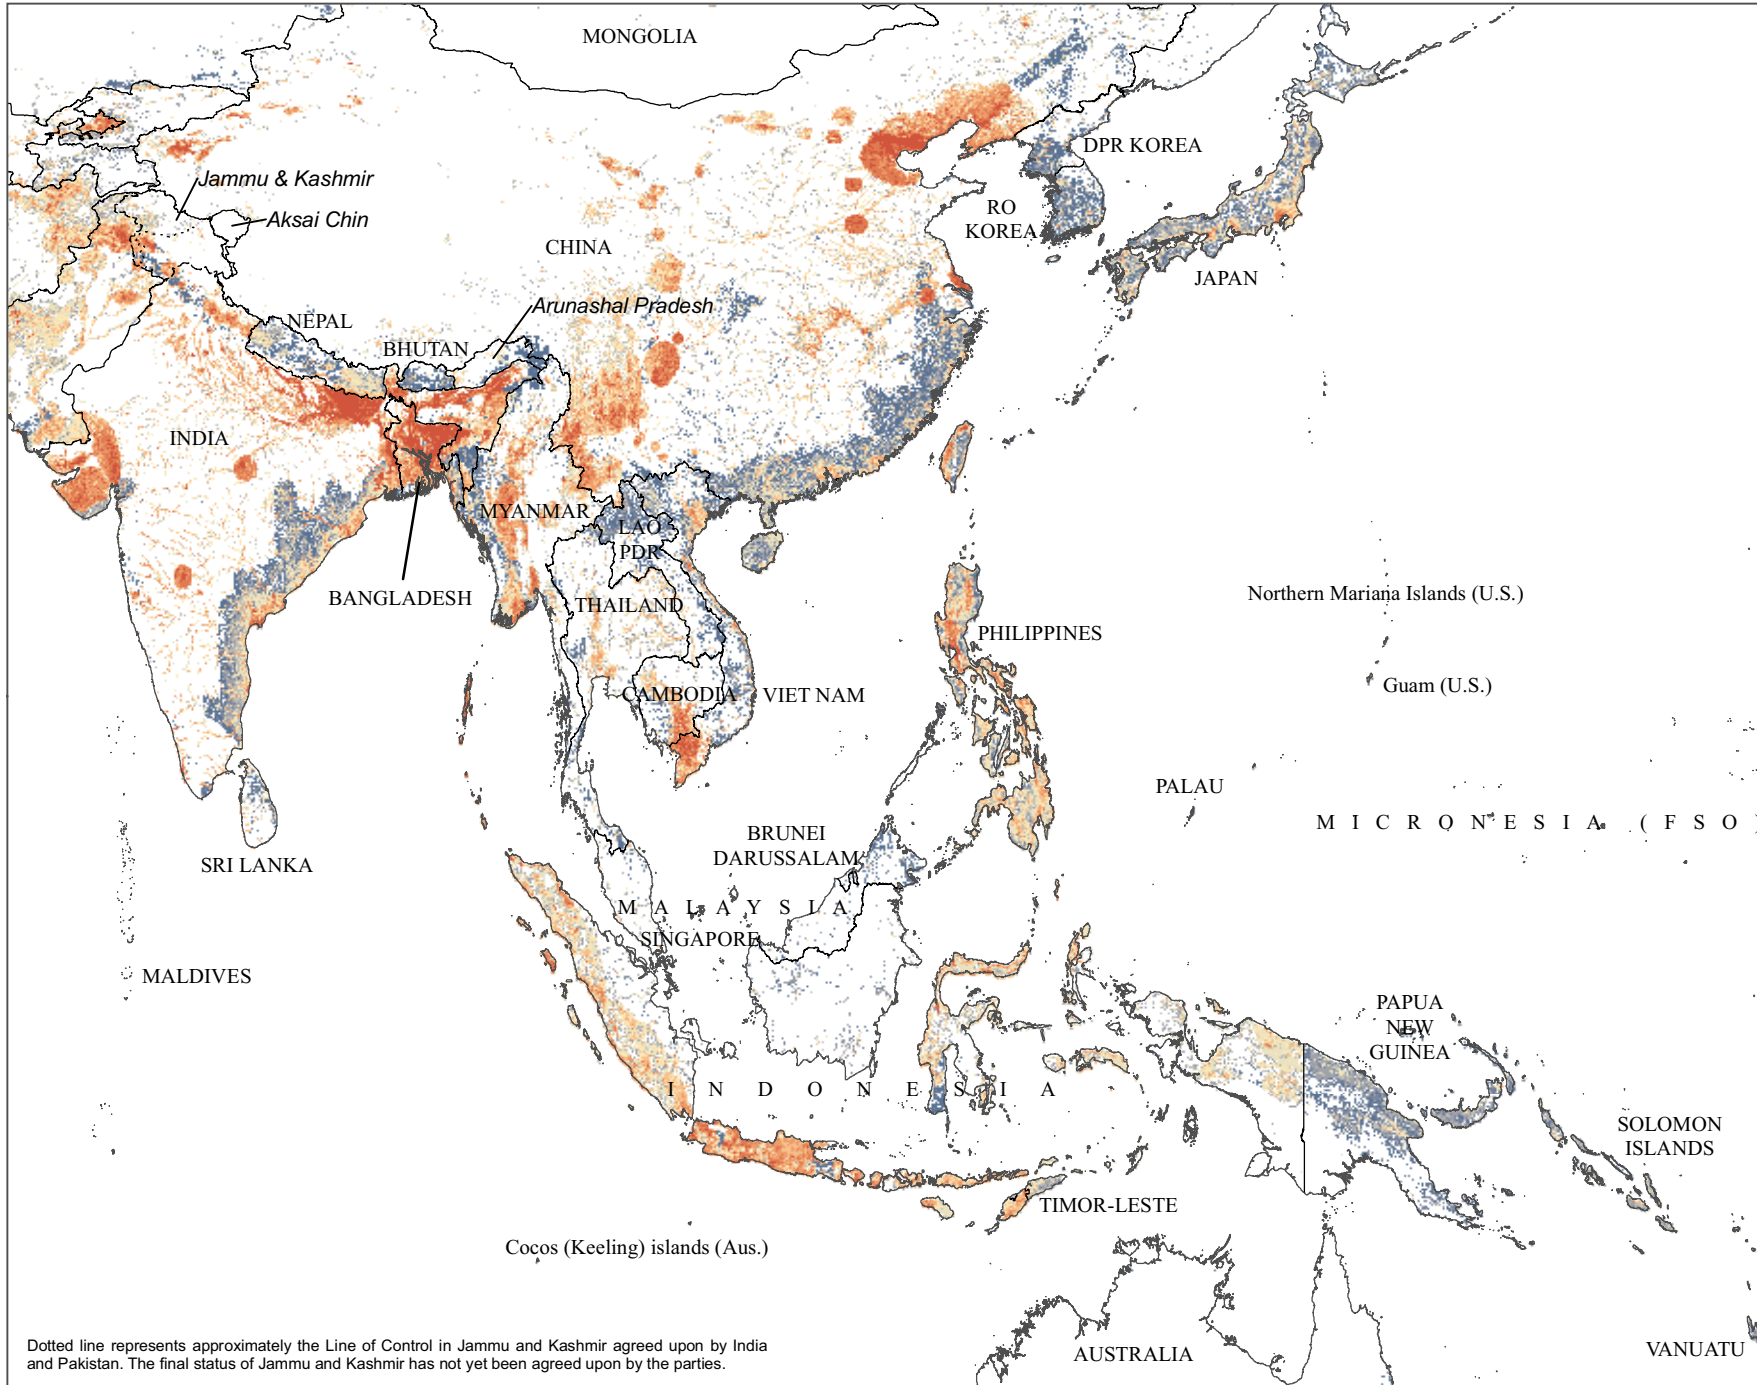 MONGOLIA
DPR KOREA
Jammu & Kashmir
RO
KOREA
Aksai Chin
CHINA
JAPAN
Arunashal Pradesh
NEPAL
BHUTAN
INDIA
MYANMAR
LAO
PDR
BANGLADESH
THAILAND
Northern Mariana Islands (U.S.)
PHILIPPINES
CAMBODIA
VIET NAM
Guam (U.S.)
PALAU
MICRONESIA (FSO)
BRUNEI
DARUSSALAM
SRI LANKA
MALAYSIA
SINGAPORE
MALDIVES
PAPUA
NEW
GUINEA
INDONESIA
SOLOMON
ISLANDS
TIMOR-LESTE
Cocos (Keeling) islands (Aus.)
AUSTRALIA
VANUATU
Dotted line represents approximately the Line of Control in Jammu and Kashmir agreed upon by India
and Pakistan. The final status of Jammu and Kashmir has not yet been agreed upon by the parties.